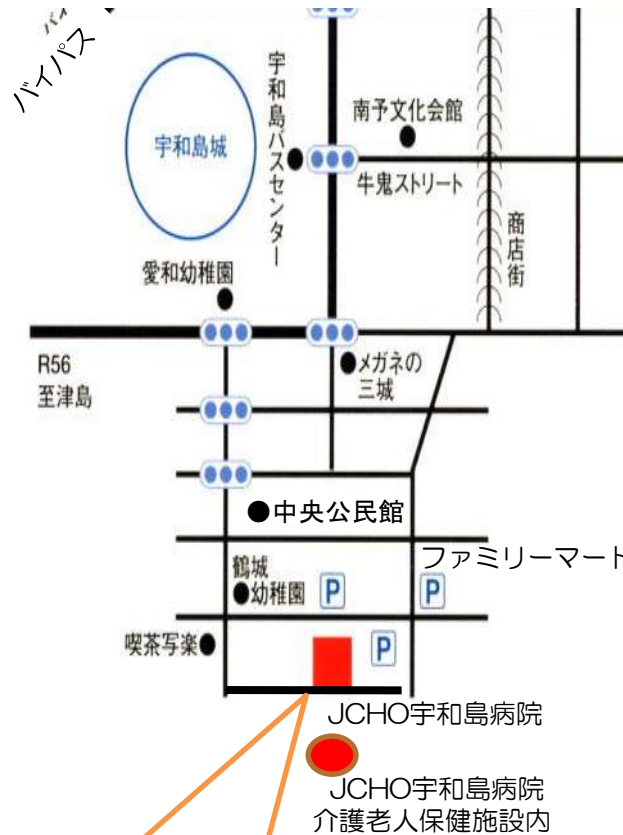 バイ
バイパス
宇和島城
宇和島バスセンター
南予文化会館
牛鬼ストリート
商店街
愛和幼稚園
R56
至津島
メガネの
三城
中央公民館
ファミリーマート
鶴城
幼稚園
P
P
喫茶写楽
P
JCHO宇和島病院
JCHO宇和島病院
介護老人保健施設内